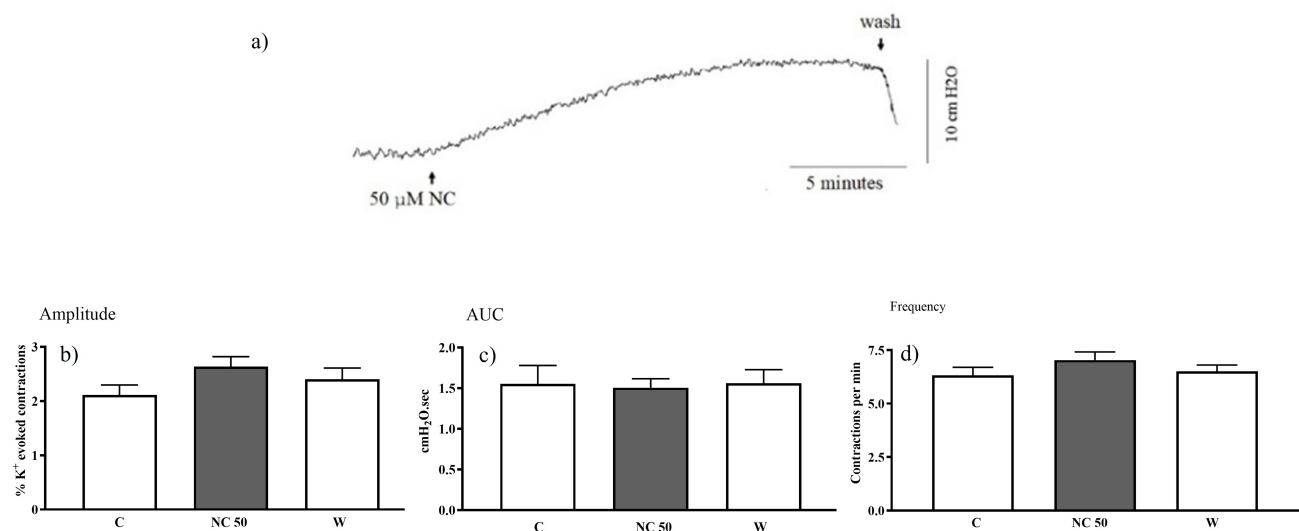 wash
a)
10 cm H2O
5 minutes
50 µM NC
Amplitude
b)
% K⁺ evoked contractions
3
2
1
0
C
NC 50
W
AUC
c)
cmH₂O.sec
2.0
1.5
1.0
0.5
0.0
C
NC 50
W
Frequency
d)
Contractions per min
7.5
5.0
2.5
0.0
C
NC 50
W